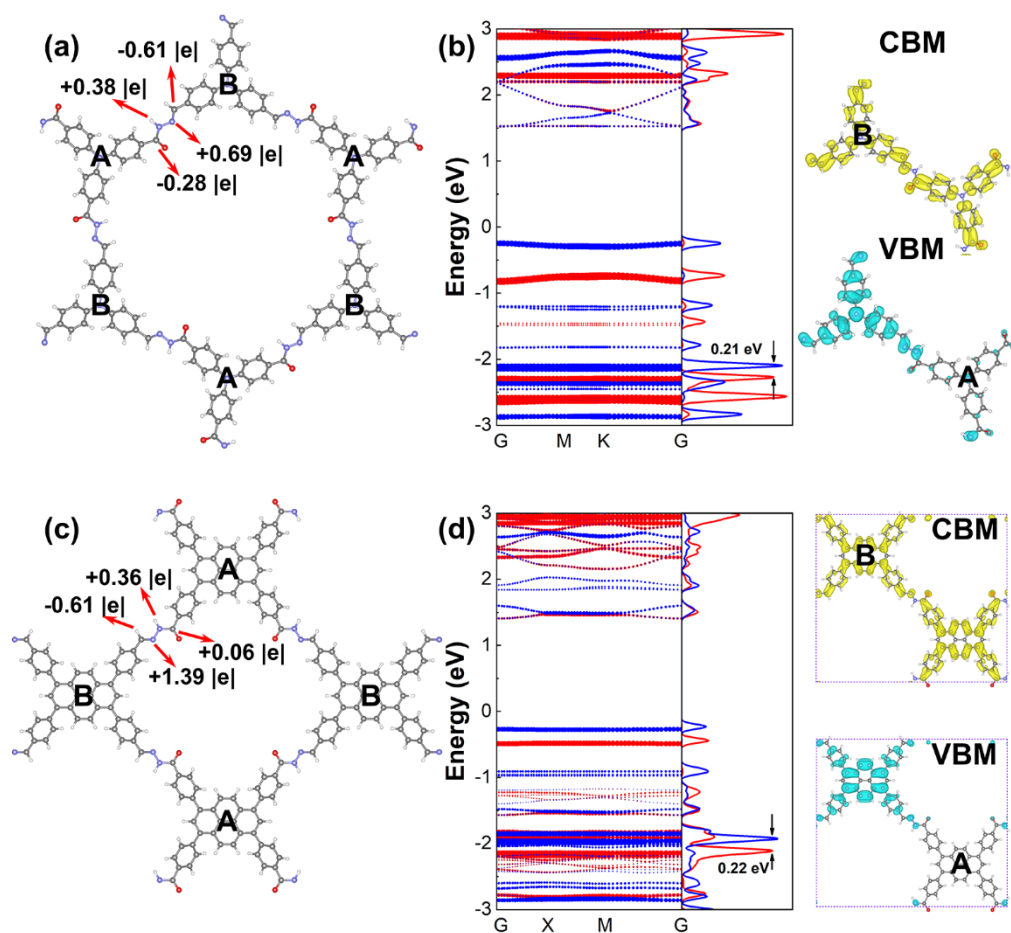 (a)
-0.61 |e|
+0.38 |e|
+0.69 |e|
-0.28 |e|
B
A
A
B
B
A
(b)
Energy (eV)
3
2
1
0
-1
-2
-3
G M K G
0.21 eV
CBM
B
VBM
A
(c)
+0.36 |e|
-0.61 |e|
+0.06 |e|
+1.39 |e|
A
B
B
A
(d)
Energy (eV)
3
2
1
0
-1
-2
-3
G X M G
0.22 eV
CBM
B
VBM
A